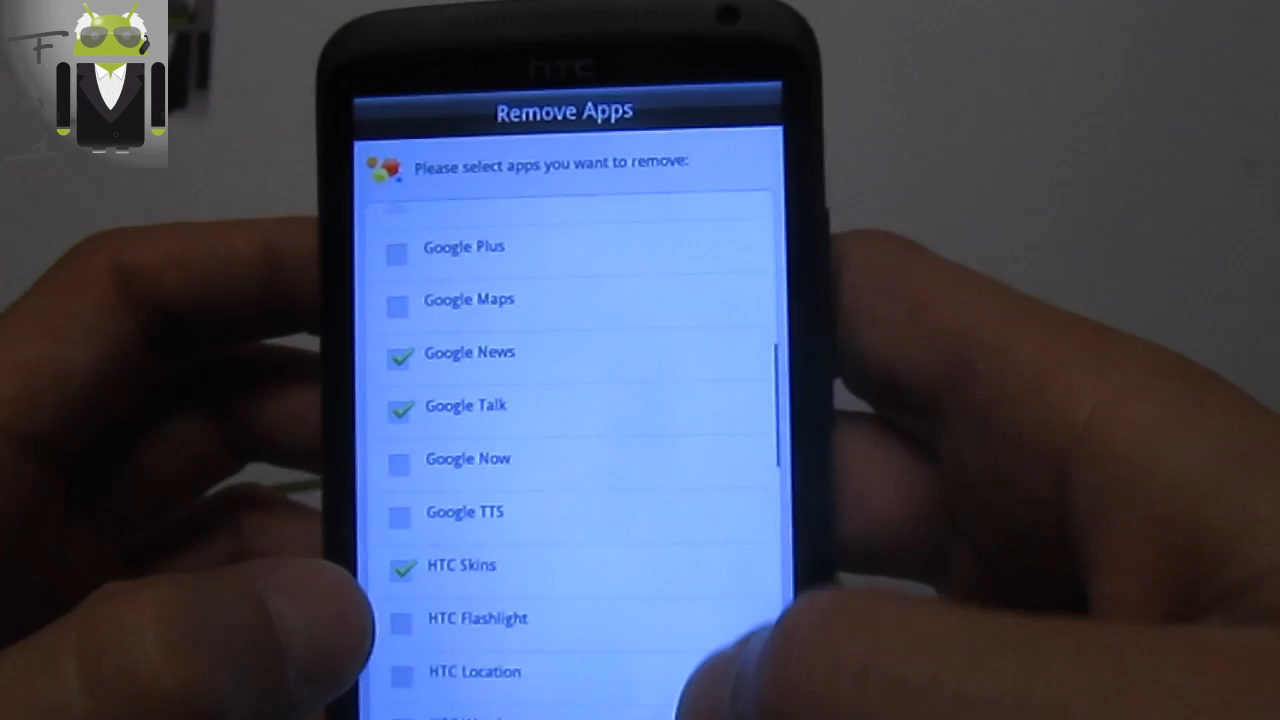 hTC
Remove Apps
Please select apps you want to remove:
Google Plus
Google Maps
Google News
Google Talk
Google Now
Google TTS
HTC Skins
HTC Flashlight
HTC Location